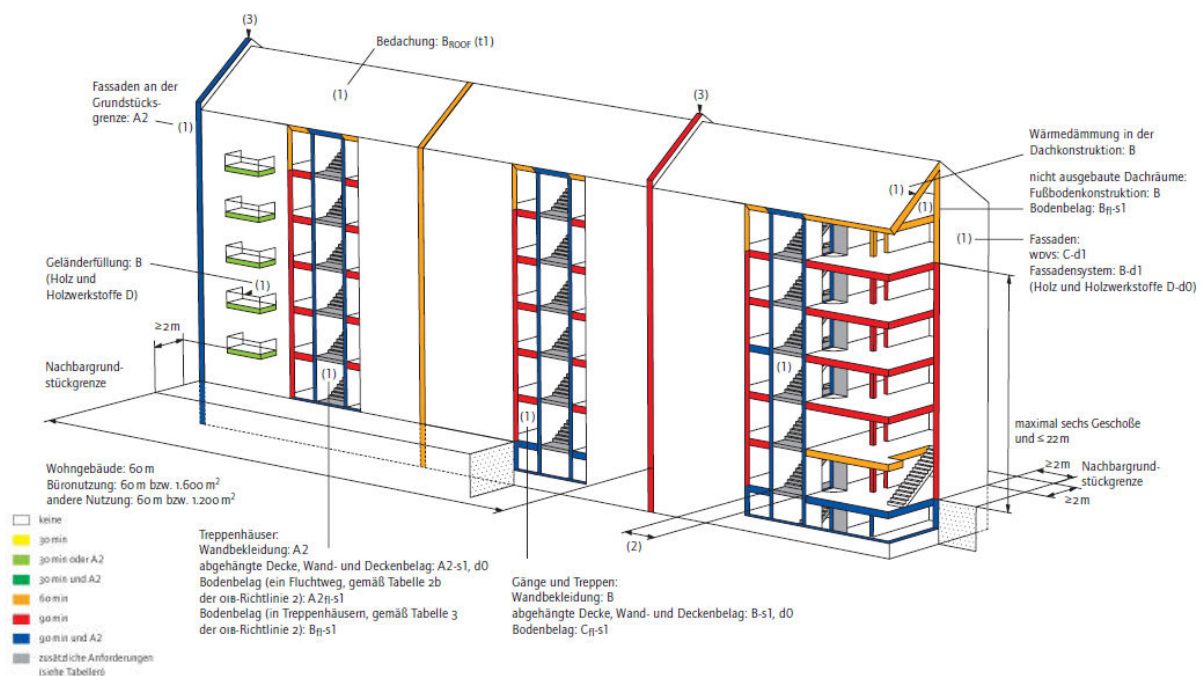 (3)
Bedachung: BROOF (t1)
(1)
Fassaden an der
Grundstücks-
grenze: A2
(1)
(3)
Wärmedämmung in der
Dachkonstruktion: B
(1)
nicht ausgebaute Dachräume:
Fußbodenkonstruktion: B
Bodenbelag: Bfl-s1
(1)
(1)
Fassaden:
WDVS: C-d1
Fassadensystem: B-d1
(Holz und Holzwerkstoffe D-d0)
Geländerfüllung: B
(Holz und
Holzwerkstoffe D)
(1)
≥2m
Nachbargrund-
stückgrenze
(1)
(1)
(1)
maximal sechs Geschoße
und ≤22m
≥2m
Nachbargrund-
stückgrenze
≥2m
(2)
Wohngebäude: 60 m
Büronutzung: 60 m bzw. 1.600 m²
andere Nutzung: 60 m bzw. 1.200 m²
keine
30 min
30 min oder A2
30 min und A2
60 min
90 min
90 min und A2
zusätzliche Anforderungen
(siehe Tabellen)
Treppenhäuser:
Wandbekleidung: A2
abgehängte Decke, Wand- und Deckenbelag: A2-s1, d0
Bodenbelag (ein Fluchtweg, gemäß Tabelle 2b
der OIB-Richtlinie 2): A2fl-s1
Bodenbelag (in Treppenhäusern, gemäß Tabelle 3
der OIB-Richtlinie 2): Bfl-s1
Gänge und Treppen:
Wandbekleidung: B
abgehängte Decke, Wand- und Deckenbelag: B-s1, d0
Bodenbelag: Cfl-s1